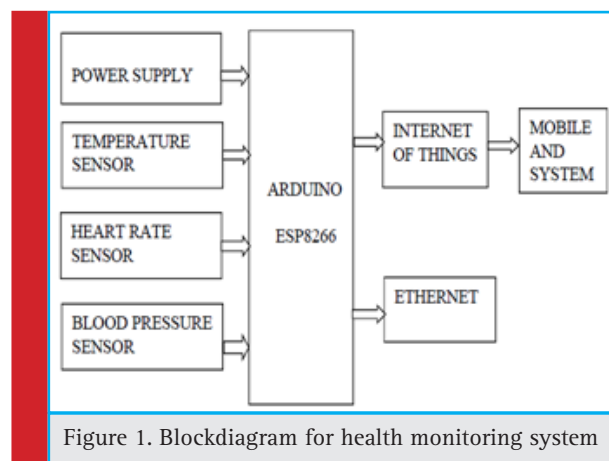 POWER SUPPLY
TEMPERATURE
SENSOR
HEART RATE
SENSOR
BLOOD PRESSURE
SENSOR
ARDUINO
ESP8266
INTERNET
OF THINGS
MOBILE
AND
SYSTEM
ETHERNET
Figure 1. Blockdiagram for health monitoring system